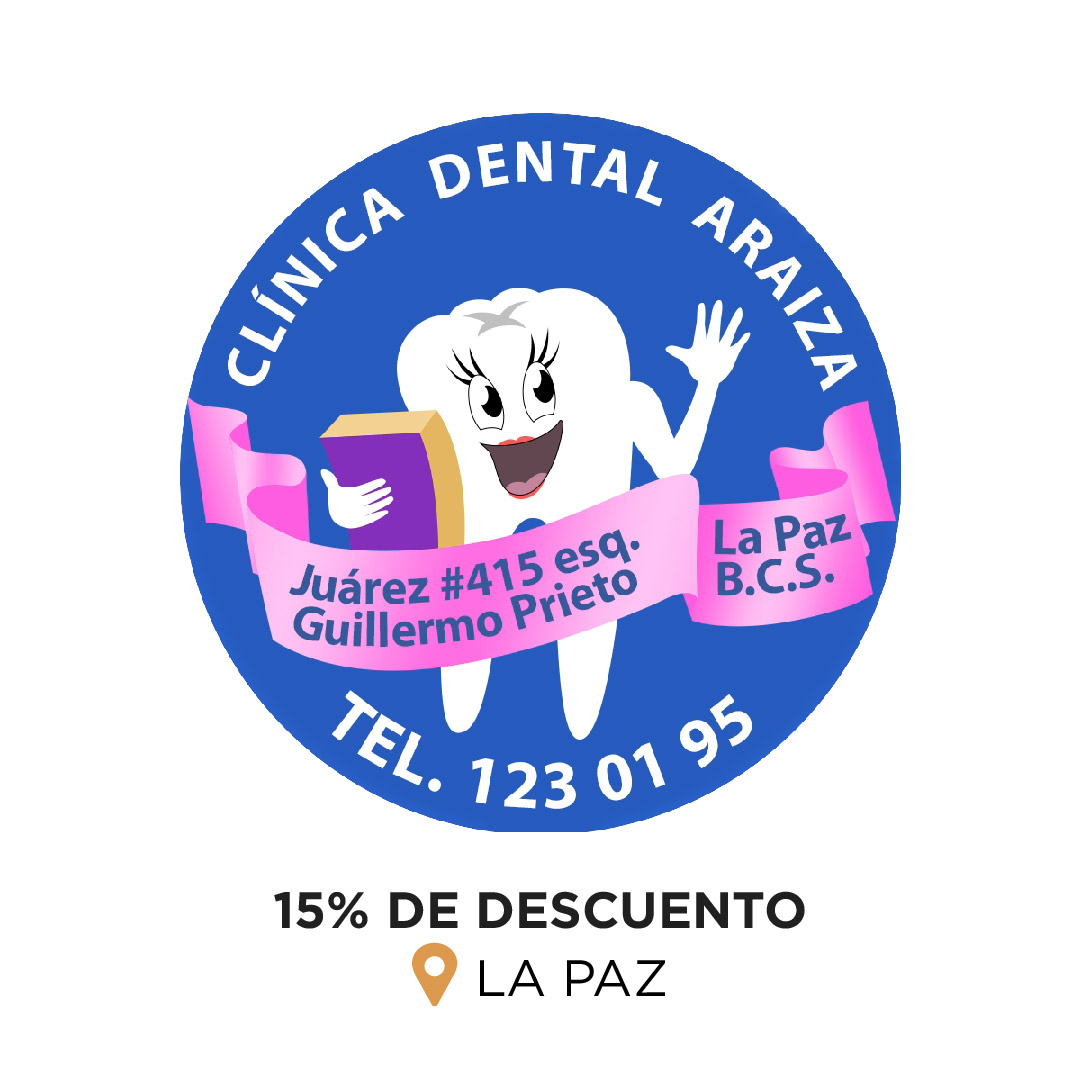 CLÍNICA DENTAL ARAIZA
Juárez #415 esq.
Guillermo Prieto
La Paz
B.C.S.
TEL. 123 01 95
15% DE DESCUENTO
LA PAZ